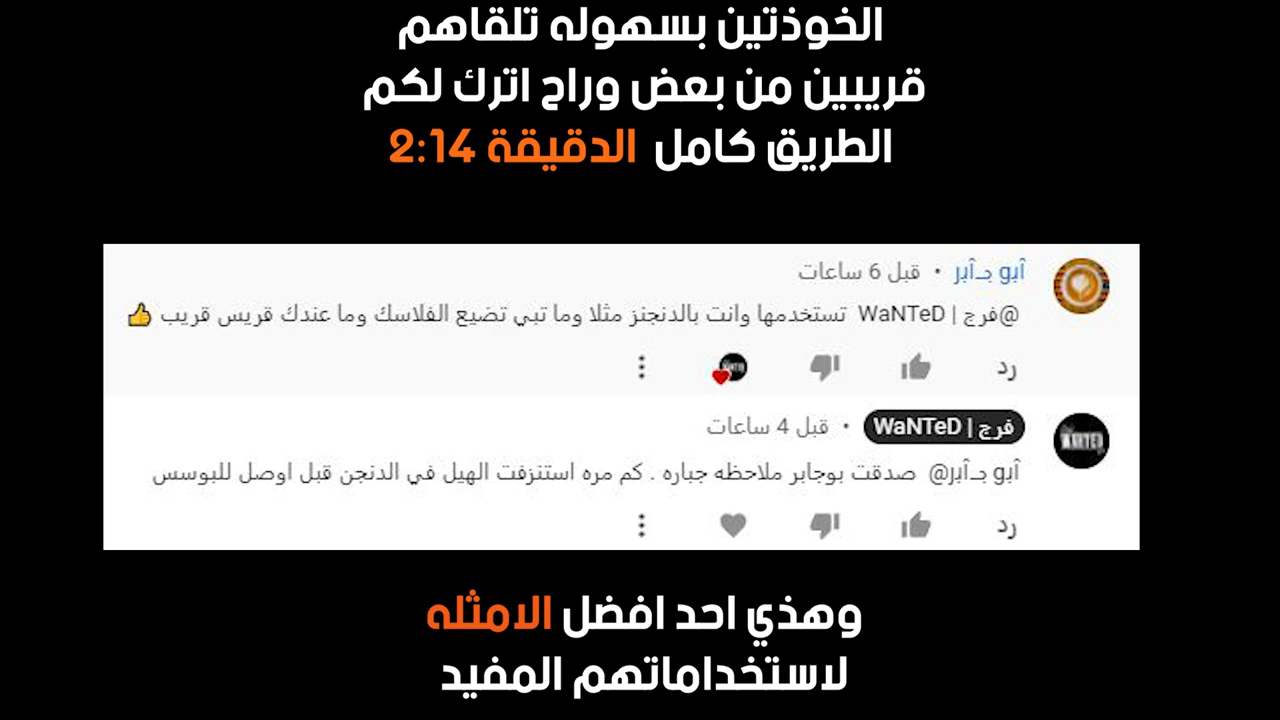 الخوذتين بسهوله تلقاهم
قريبين من بعض وراح اترك لكم
الطريق كامل الدقيقة 2:14
آبو جـآبر • قبل 6 ساعات
@فرج | WaNTeD تستخدمها وانت بالدنجنز مثلا وما تبي تضيع الفلاسك وما عندك قريس قريب 👍
رد
فرج | WaNTeD • قبل 4 ساعات
WANTED
آبو جـآبر@ صدقت بوجابر ملاحظه جباره . كم مره استنزفت الهيل في الدنجن قبل اوصل للبوسس
رد
وهذي احد افضل الامثله
لاستخداماتهم المفيد